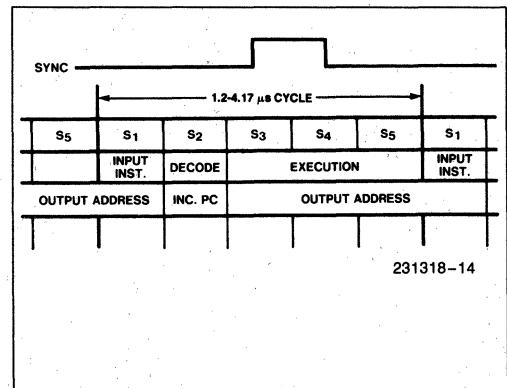 SYNC
1.2-4.17 μs CYCLE
S5 S1 S2 S3 S4 S5 S1
INPUT INST. DECODE EXECUTION INPUT INST.
OUTPUT ADDRESS INC. PC OUTPUT ADDRESS
231318–14